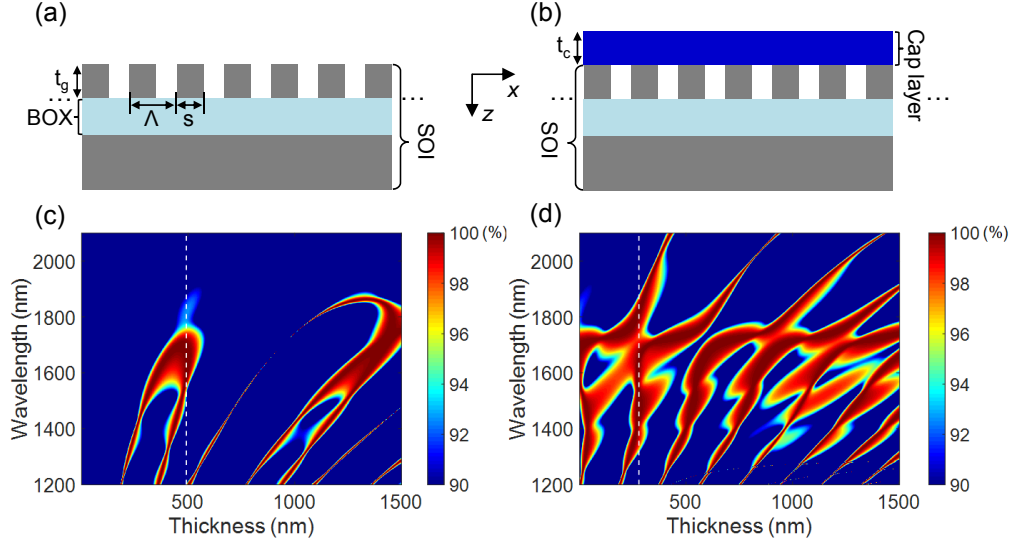 (a)
(b)
t_g
t_c
Cap layer
...
...
...
x
z
BOX
Λ
s
SOI
SOI
(c)
(d)
100 (%)
98
96
94
92
90
2000
1800
1600
1400
1200
Wavelength (nm)
500
1000
1500
Thickness (nm)
100 (%)
98
96
94
92
90
2000
1800
1600
1400
1200
Wavelength (nm)
500
1000
1500
Thickness (nm)